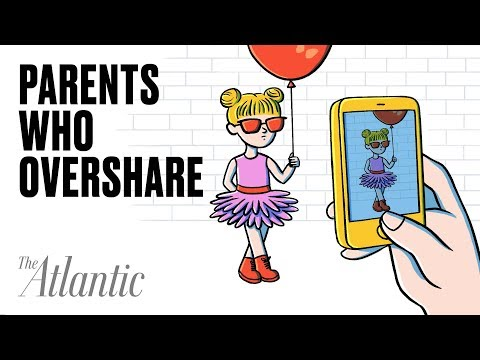 PARENTS
WHO
OVERSHARE
The Atlantic